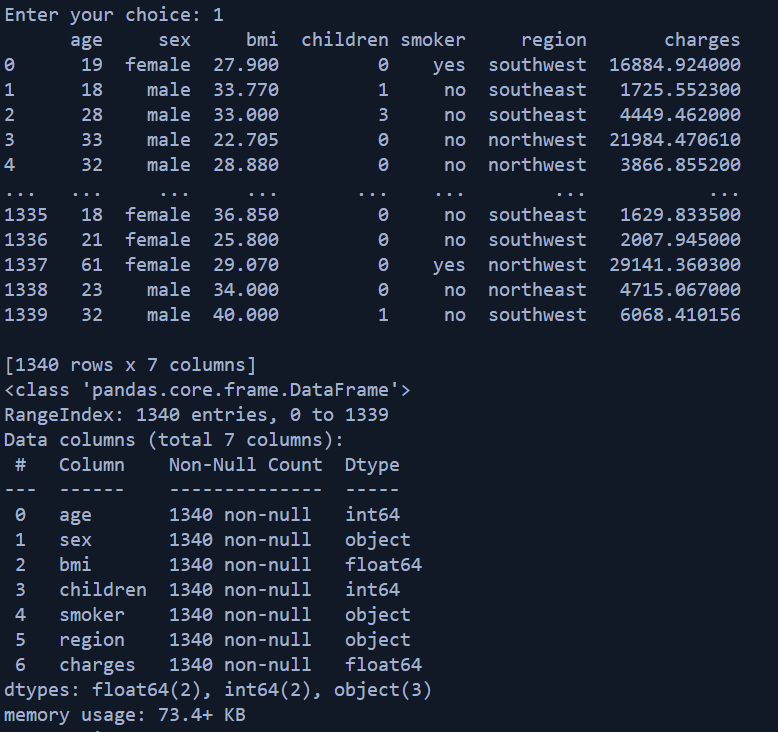 Enter your choice: 1
      age     sex     bmi  children smoker     region        charges
0      19  female  27.900         0    yes  southwest  16884.924000
1      18    male  33.770         1     no  southeast   1725.552300
2      28    male  33.000         3     no  southeast   4449.462000
3      33    male  22.705         0     no  northwest  21984.470610
4      32    male  28.880         0     no  northwest   3866.855200
...   ...     ...     ...       ...    ...        ...           ...
1335   18  female  36.850         0     no  southeast   1629.833500
1336   21  female  25.800         0     no  southwest   2007.945000
1337   61  female  29.070         0    yes  northwest  29141.360300
1338   23    male  34.000         0     no  northeast   4715.067000
1339   32    male  40.000         1     no  southwest   6068.410156
[1340 rows x 7 columns]
<class 'pandas.core.frame.DataFrame'>
RangeIndex: 1340 entries, 0 to 1339
Data columns (total 7 columns):
 #   Column    Non-Null Count  Dtype
---  ------    --------------  -----
 0   age       1340 non-null   int64
 1   sex       1340 non-null   object
 2   bmi       1340 non-null   float64
 3   children  1340 non-null   int64
 4   smoker    1340 non-null   object
 5   region    1340 non-null   object
 6   charges   1340 non-null   float64
dtypes: float64(2), int64(2), object(3)
memory usage: 73.4+ KB